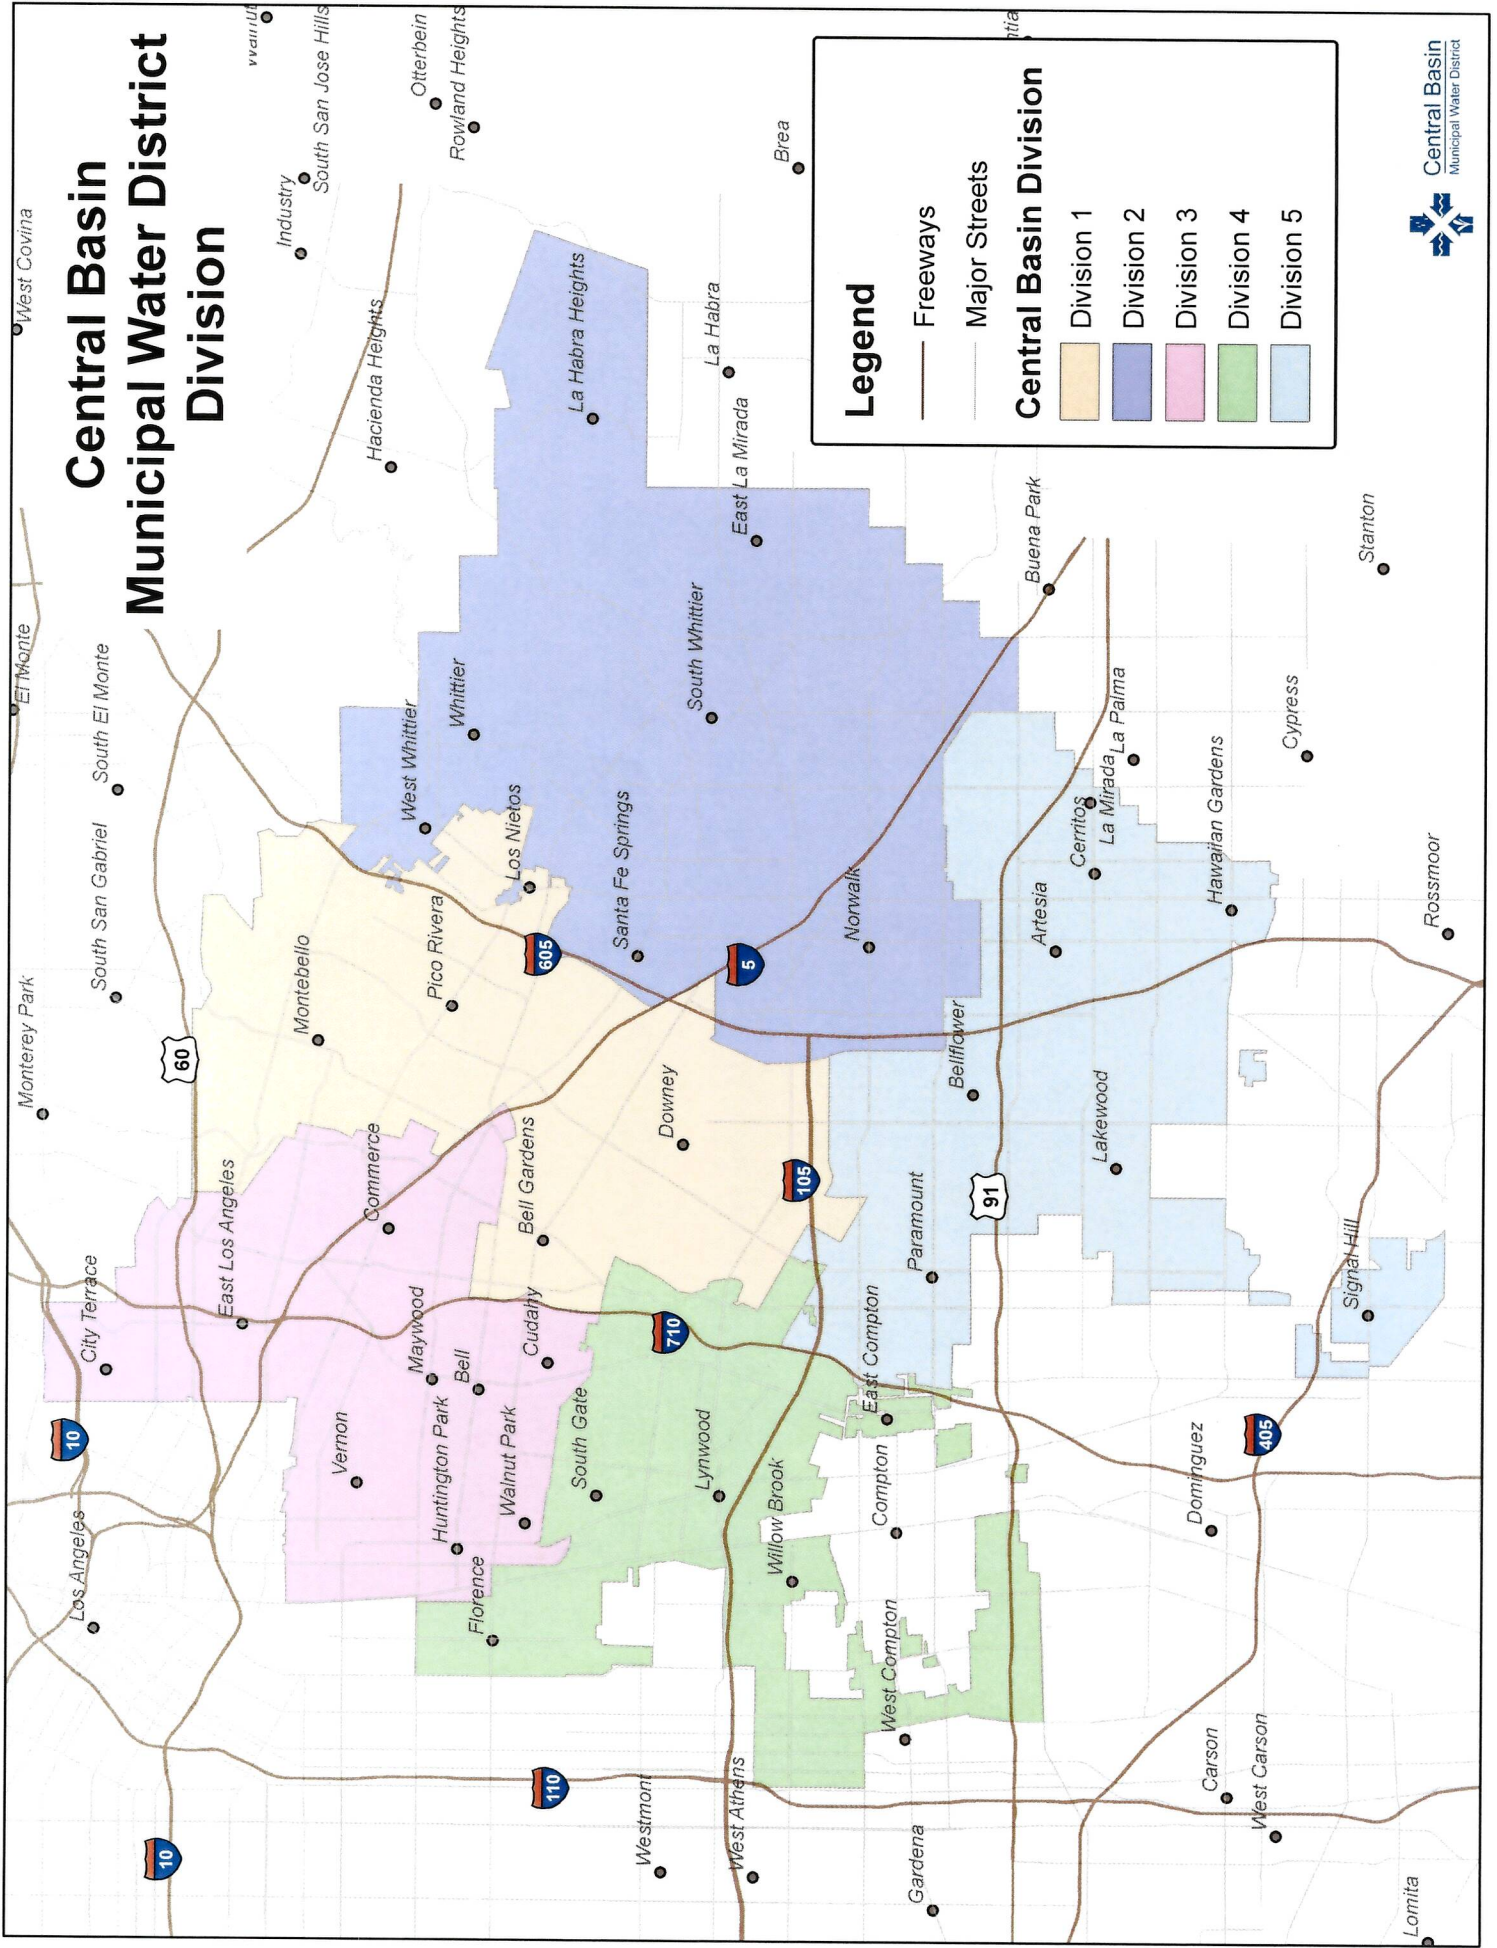 Central Basin
Municipal Water District
Division
West Covina
El Monte
Monterey Park
South El Monte
South San Gabriel
South San Jose Hills
Industry
Otterbein
Rowland Heights
Hacienda Heights
La Habra Heights
La Habra
East La Mirada
Brea
Buena Park
Stanton
City Terrace
Los Angeles
10
60
East Los Angeles
Montebello
Commerce
Vernon
Pico Rivera
West Whittier
Whittier
Los Nietos
Maywood
Bell
Huntington Park
Bell Gardens
Cudahy
Walnut Park
Florence
605
Santa Fe Springs
South Whittier
5
Downey
South Gate
710
Lynwood
105
Norwalk
Willow Brook
East Compton
Compton
West Compton
Paramount
Bellflower
91
Artesia
Cerritos
La Mirada
La Palma
Lakewood
Hawaiian Gardens
Cypress
Rossmoor
Signal Hill
405
Dominguez
10
110
Westmont
West Athens
Gardena
Carson
West Carson
Lomita
Legend
Freeways
Major Streets
Central Basin Division
Division 1
Division 2
Division 3
Division 4
Division 5
Central Basin
Municipal Water District